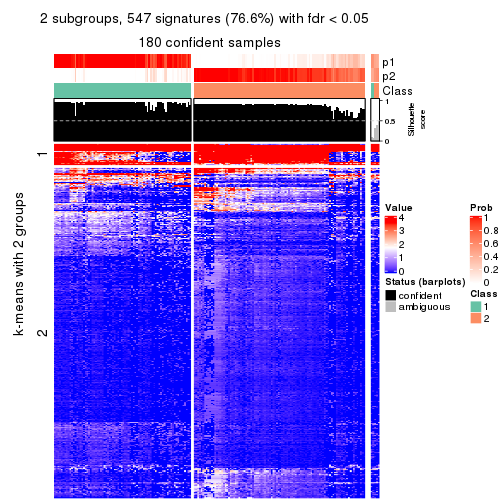 2 subgroups, 547 signatures (76.6%) with fdr < 0.05
180 confident samples
p1
p2
Class
1
0.5
0
Silhouette
score
k-means with 2 groups
1
2
Value
4
3
2
1
0
Status (barplots)
confident
ambiguous
Prob
1
0.8
0.6
0.4
0.2
0
Class
1
2